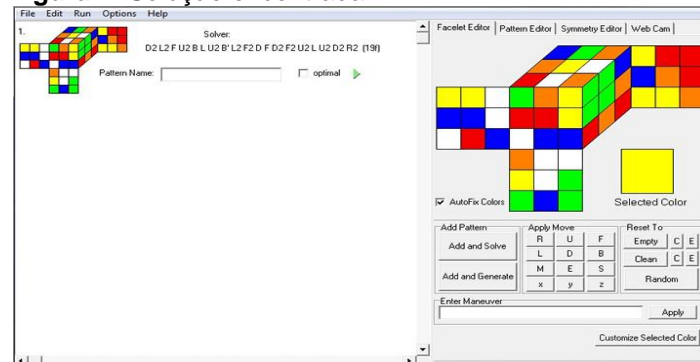 File Edit Run Options Help
1.
Solver:
D2 L2 F U2 B L U2 B' L2 F2 D F D2 F2 U2 L U2 D2 R2 (19f)
Pattern Name:
optimal
Facelet Editor Pattern Editor Symmetry Editor Web Cam
AutoFix Colors
Selected Color
Add Pattern
Add and Solve
Add and Generate
Apply Move
R U F
L D B
M E S
x y z
Reset To
Empty C E
Clean C E
Random
Enter Maneuver
Apply
Customize Selected Color